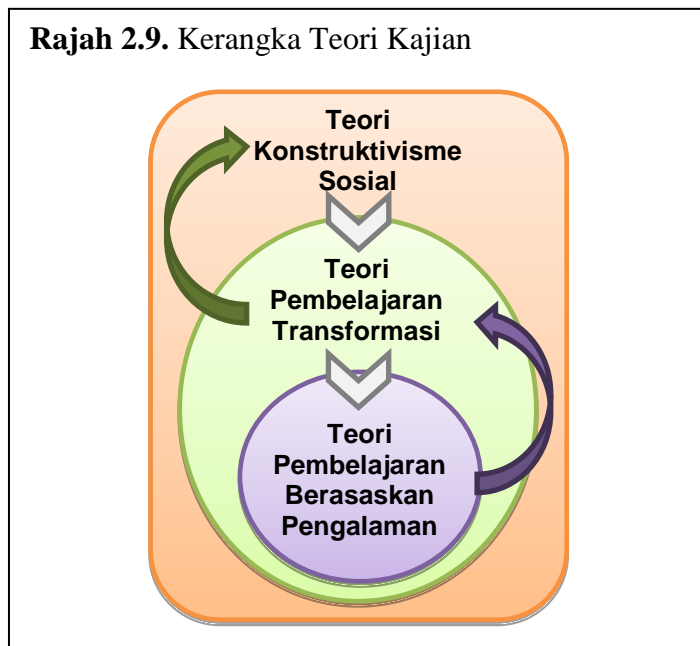 Rajah 2.9. Kerangka Teori Kajian
Teori
Konstruktivisme
Sosial
Teori
Pembelajaran
Transformasi
Teori
Pembelajaran
Berasaskan
Pengalaman